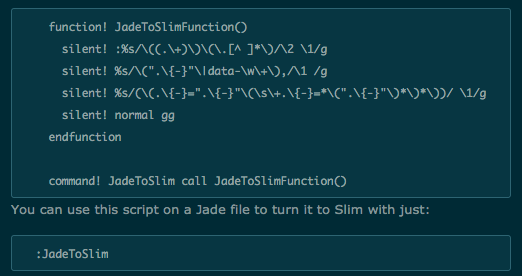 function! JadeToSlimFunction()
silent! :%s/\((.\+)\)\(\.[^ ]*\)/\2 \1/g
silent! %s/\(".\{-}"\|data-\w\+\),/\1 /g
silent! %s/(\(.\{-}=".\{-}"\(\s\+.\{-}=*\(".\{-}"\)*\)*\))/ \1/g
silent! normal gg
endfunction
command! JadeToSlim call JadeToSlimFunction()
You can use this script on a Jade file to turn it to Slim with just:
:JadeToSlim